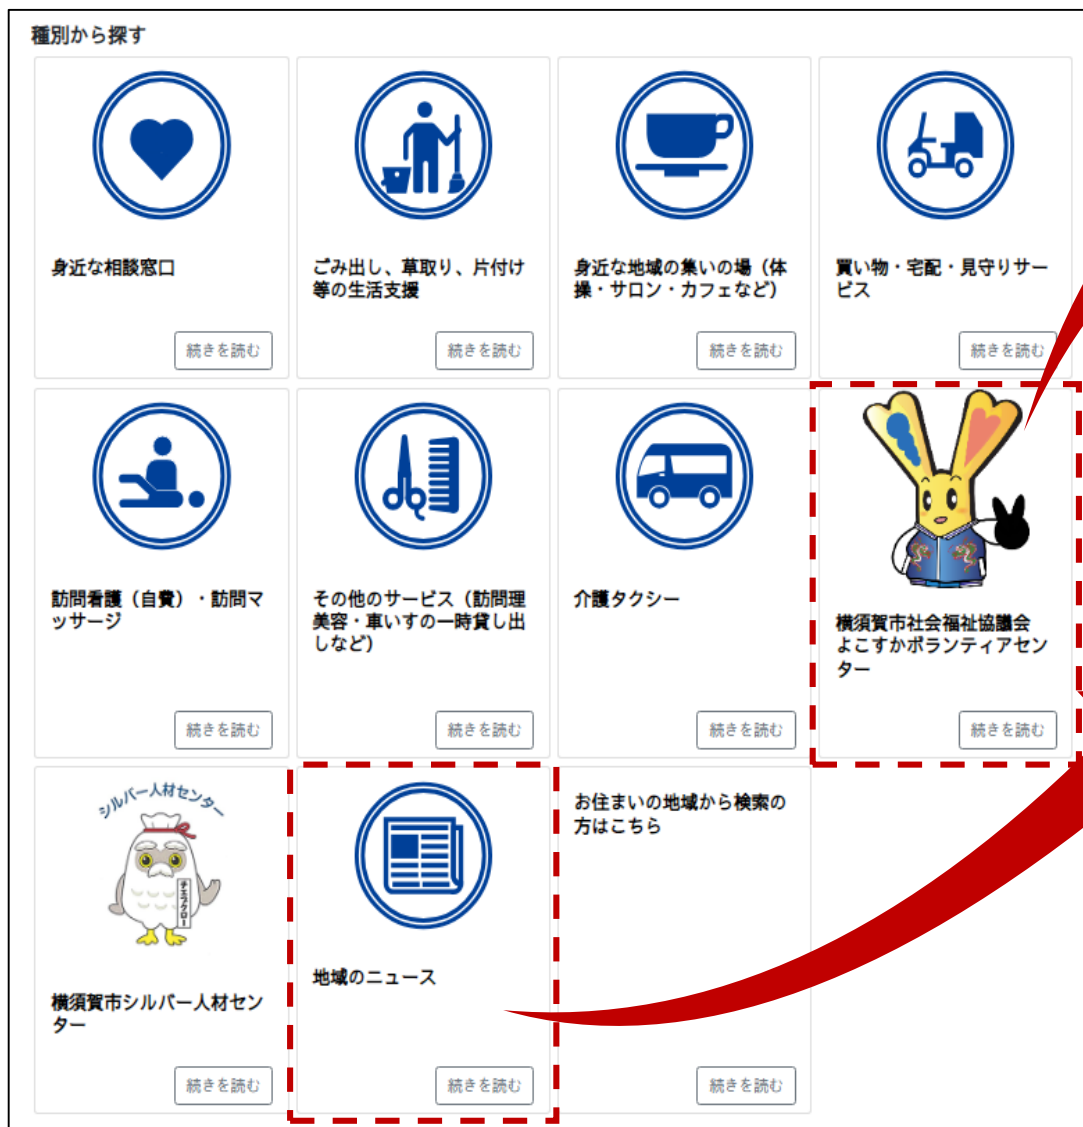 種別から探す
身近な相談窓口
続きを読む
ごみ出し、草取り、片付け
等の生活支援
続きを読む
身近な地域の集いの場（体
操・サロン・カフェなど）
続きを読む
買い物・宅配・見守りサー
ビス
続きを読む
訪問看護（自費）・訪問マ
ッサージ
続きを読む
その他のサービス（訪問理
美容・車いすの一時貸し出
しなど）
続きを読む
介護タクシー
続きを読む
横須賀市社会福祉協議会
よこすかボランティアセン
ター
続きを読む
シルバー人材センター
チエブクロー
横須賀市シルバー人材セン
ター
続きを読む
地域のニュース
続きを読む
お住まいの地域から検索の
方はこちら
続きを読む